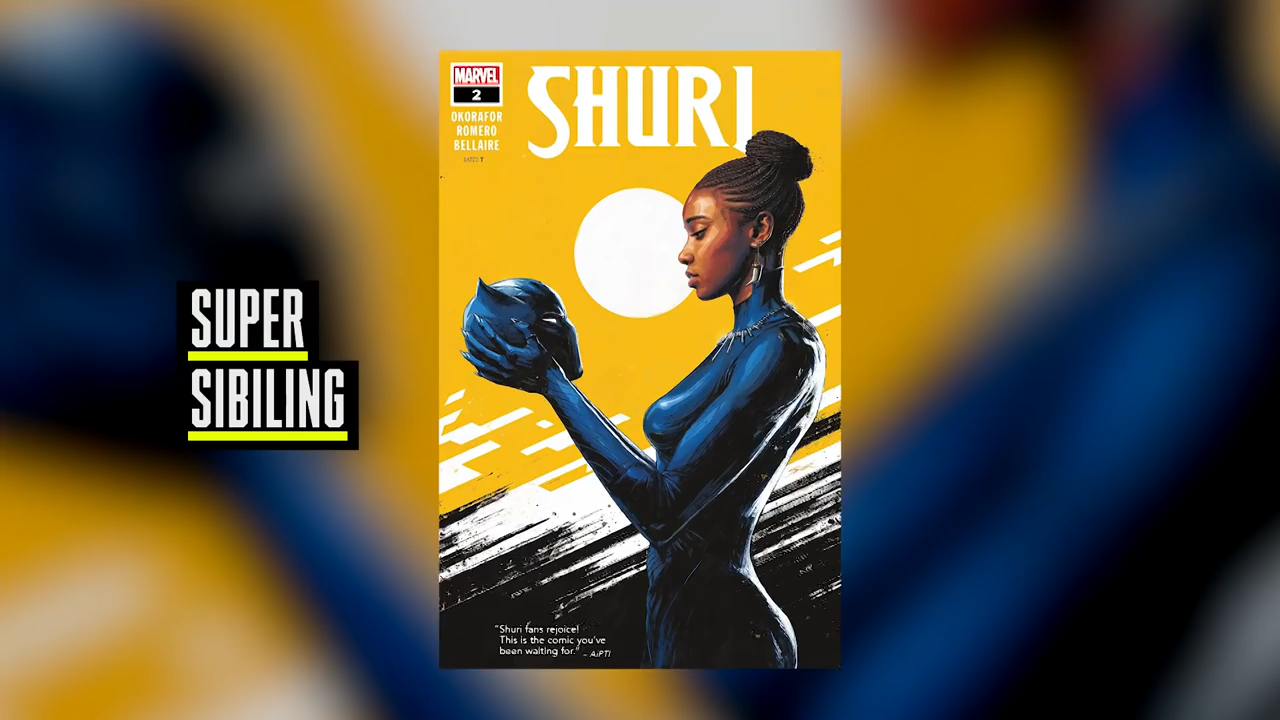 SUPER
SIBILING
MARVEL
2
OKORAFOR
ROMERO
BELLAIRE
SHURI
"Shuri fans rejoice!
This is the comic you've
been waiting for." - AiPT!